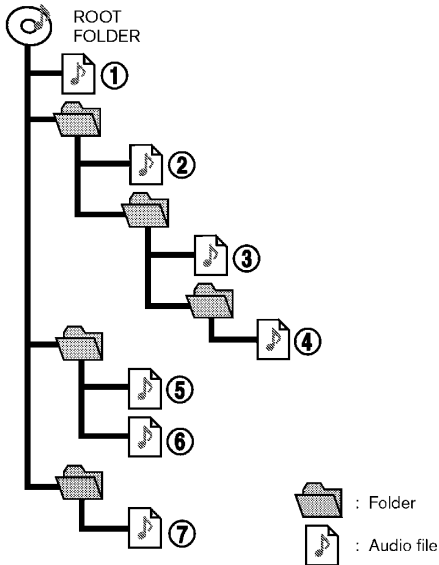 ROOT
FOLDER
①
②
③
④
⑤
⑥
⑦
: Folder
: Audio file